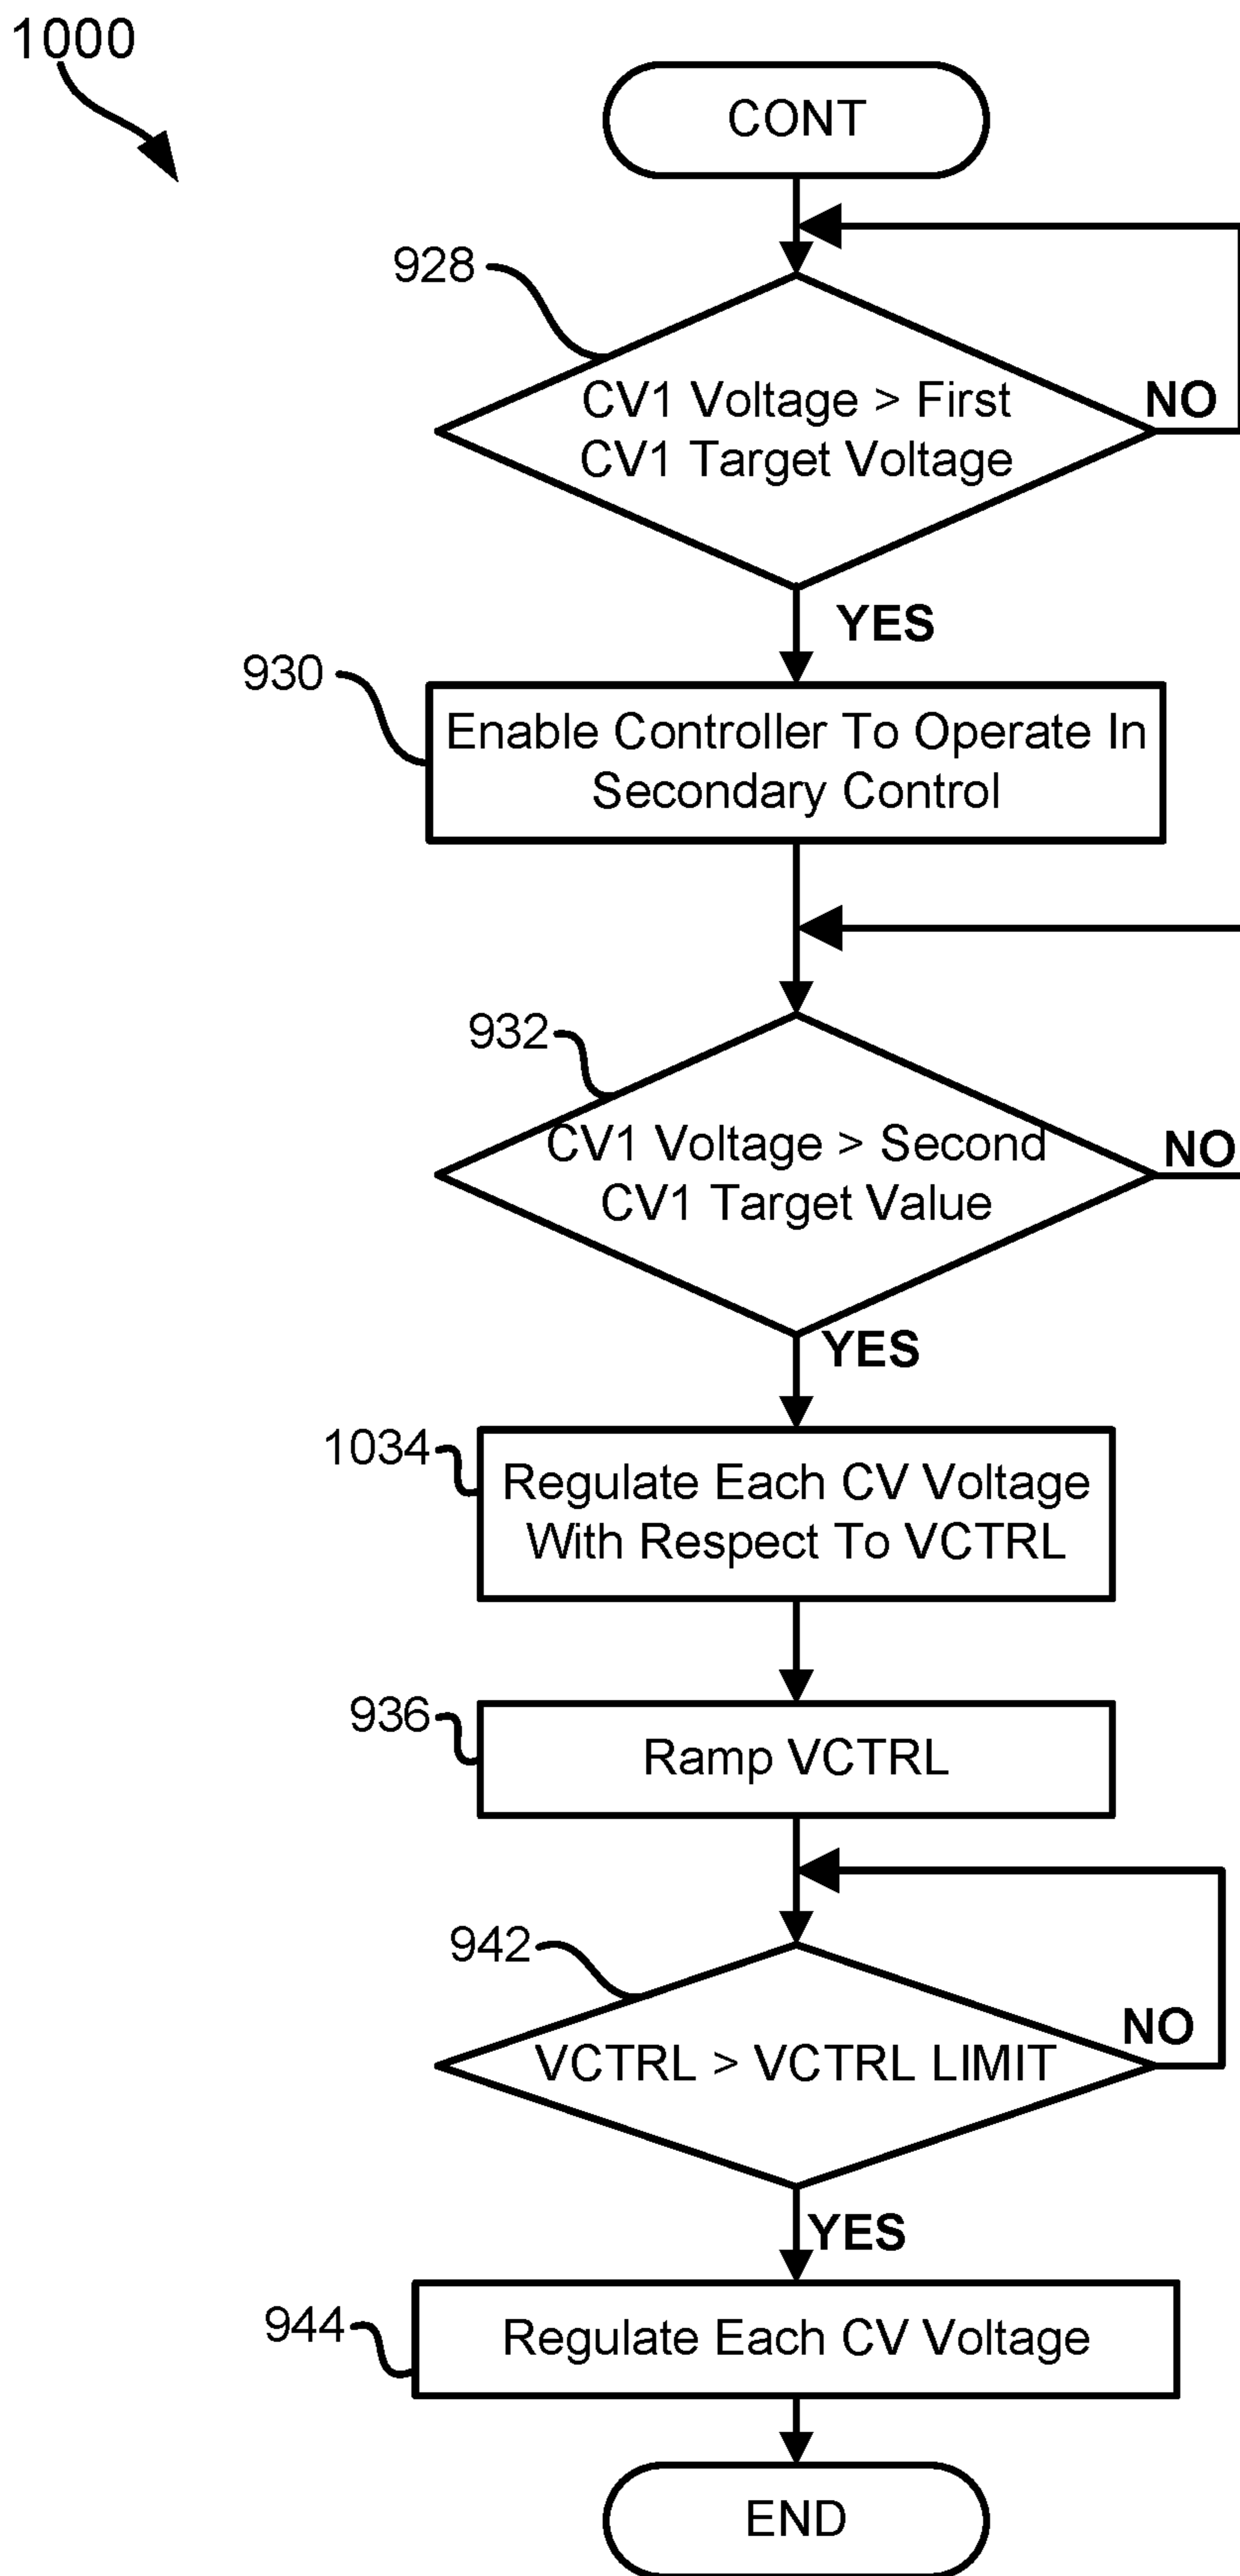 1000
CONT
928
CV1 Voltage > First
CV1 Target Voltage
NO
YES
930
Enable Controller To Operate In
Secondary Control
932
CV1 Voltage > Second
CV1 Target Value
NO
YES
1034
Regulate Each CV Voltage
With Respect To VCTRL
936
Ramp VCTRL
942
VCTRL > VCTRL LIMIT
NO
YES
944
Regulate Each CV Voltage
END